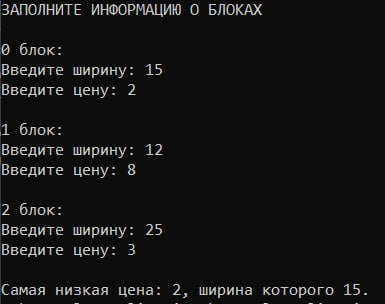 ЗАПОЛНИТЕ ИНФОРМАЦИЮ О БЛОКАХ
0 блок:
Введите ширину: 15
Введите цену: 2
1 блок:
Введите ширину: 12
Введите цену: 8
2 блок:
Введите ширину: 25
Введите цену: 3
Самая низкая цена: 2, ширина которого 15.